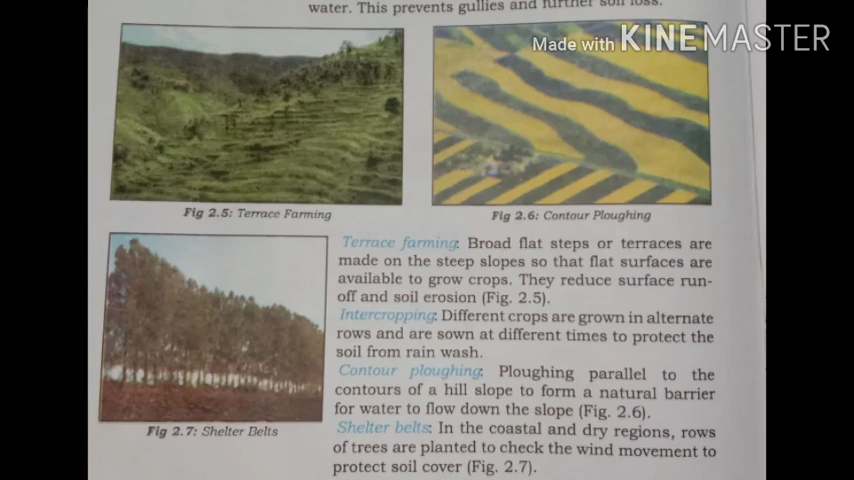 water. This prevents gullies and further soil loss.
Made with KINEMASTER
Fig 2.5: Terrace Farming
Fig 2.6: Contour Ploughing
Terrace farming: Broad flat steps or terraces are
made on the steep slopes so that flat surfaces are
available to grow crops. They reduce surface run-
off and soil erosion (Fig. 2.5).
Intercropping: Different crops are grown in alternate
rows and are sown at different times to protect the
soil from rain wash.
Contour ploughing: Ploughing parallel to the
contours of a hill slope to form a natural barrier
for water to flow down the slope (Fig. 2.6).
Shelter belts: In the coastal and dry regions, rows
of trees are planted to check the wind movement to
protect soil cover (Fig. 2.7).
Fig 2.7: Shelter Belts